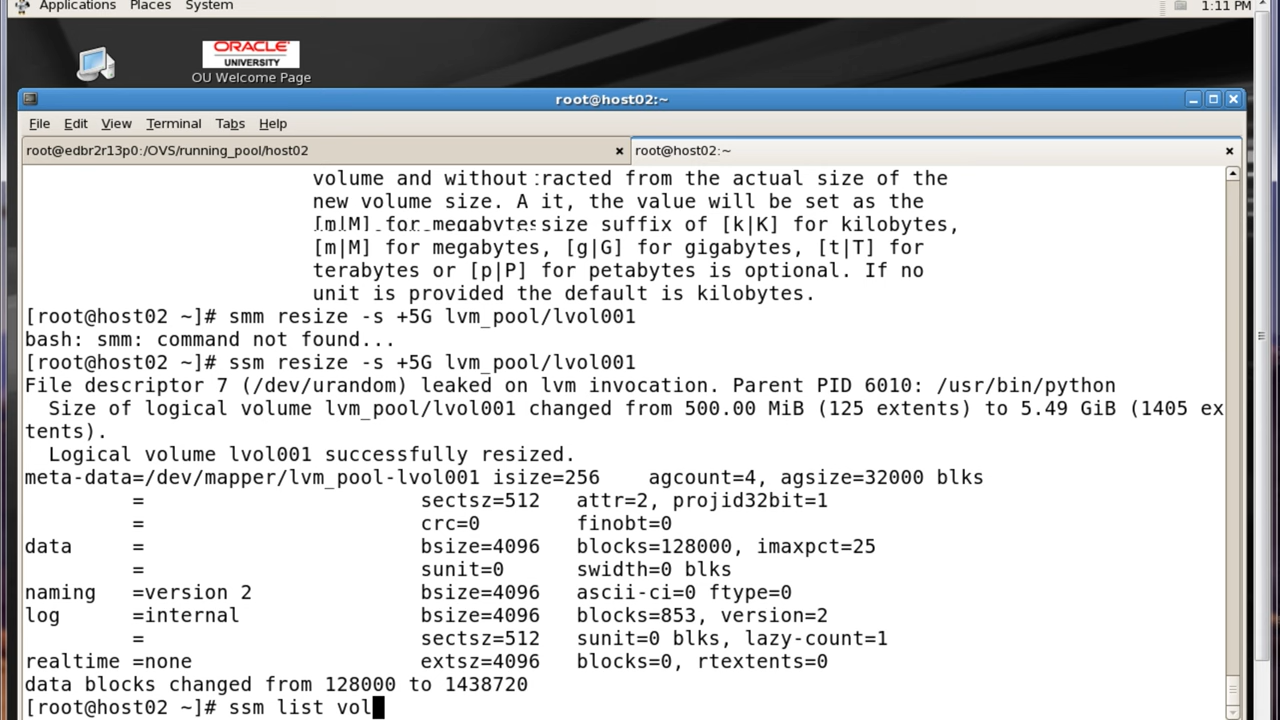 Applications Places System
1:11 PM
ORACLE
UNIVERSITY
OU Welcome Page
root@host02:~
File Edit View Terminal Tabs Help
root@edbr2r13p0:/OVS/running_pool/host02
root@host02:~
volume and without:racted from the actual size of the
new volume size. A it, the value will be set as the
[m|M] for megabytessize suffix of [k|K] for kilobytes,
[m|M] for megabytes, [g|G] for gigabytes, [t|T] for
terabytes or [p|P] for petabytes is optional. If no
unit is provided the default is kilobytes.
[root@host02 ~]# smm resize -s +5G lvm_pool/lvol001
bash: smm: command not found...
[root@host02 ~]# ssm resize -s +5G lvm_pool/lvol001
File descriptor 7 (/dev/urandom) leaked on lvm invocation. Parent PID 6010: /usr/bin/python
Size of logical volume lvm_pool/lvol001 changed from 500.00 MiB (125 extents) to 5.49 GiB (1405 ex
tents).
Logical volume lvol001 successfully resized.
meta-data=/dev/mapper/lvm_pool-lvol001 isize=256 agcount=4, agsize=32000 blks
= sectsz=512 attr=2, projid32bit=1
= crc=0 finobt=0
data = bsize=4096 blocks=128000, imaxpct=25
= sunit=0 swidth=0 blks
naming =version 2 bsize=4096 ascii-ci=0 ftype=0
log =internal bsize=4096 blocks=853, version=2
= sectsz=512 sunit=0 blks, lazy-count=1
realtime =none extsz=4096 blocks=0, rtextents=0
data blocks changed from 128000 to 1438720
[root@host02 ~]# ssm list vol